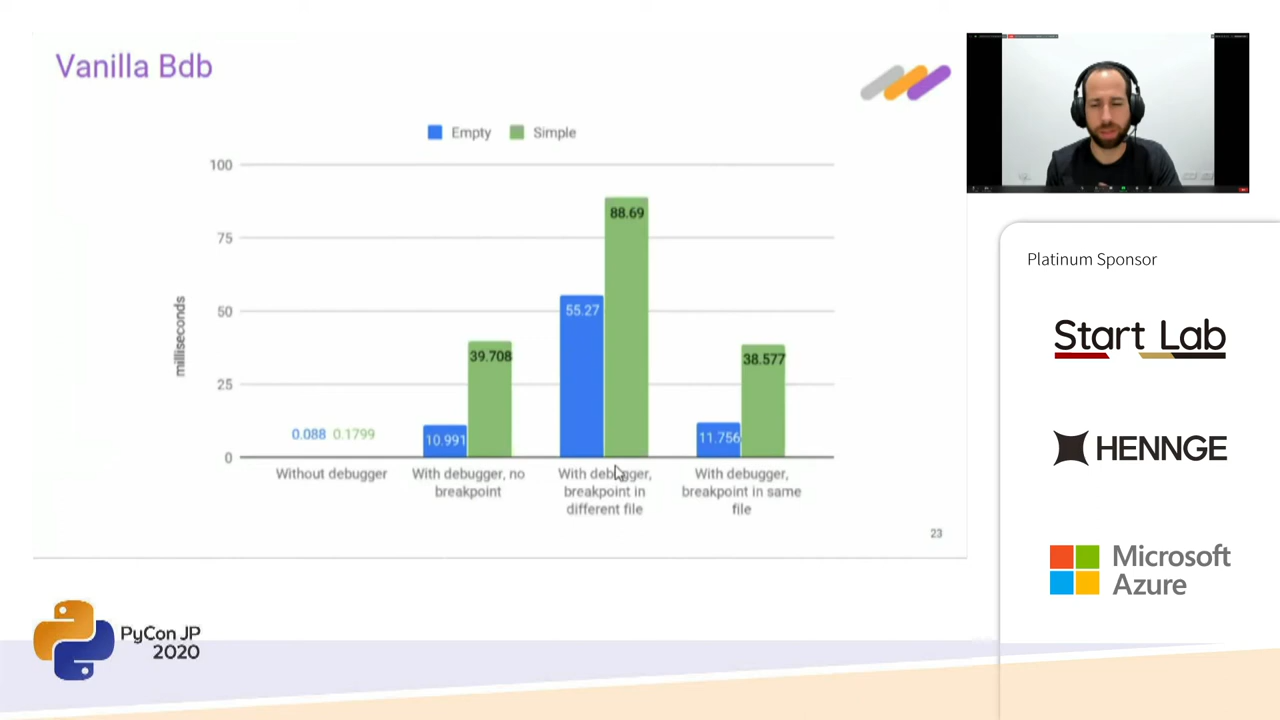 Vanilla Bdb
Empty Simple
100
75
50
25
0
milliseconds
0.088 0.1799
10.991
39.708
55.27
88.69
11.756
38.577
Without debugger
With debugger, no
breakpoint
With debugger,
breakpoint in
different file
With debugger,
breakpoint in same
file
23
Platinum Sponsor
Start Lab
HENNGE
Microsoft
Azure
PyCon JP
2020